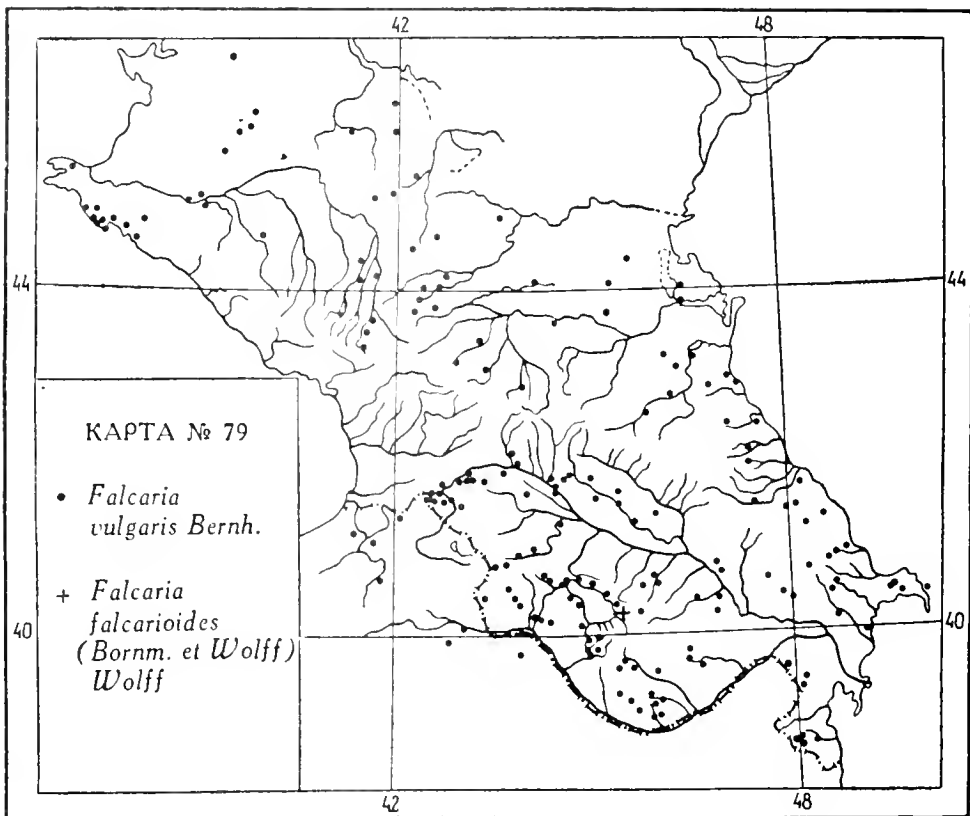 42 48
44 44
КАРТА № 79
• Falcaria
vulgaris Bernh.
+ Falcaria
falcarioides
(Bornm. et Wolff)
Wolff
40 40
42 48